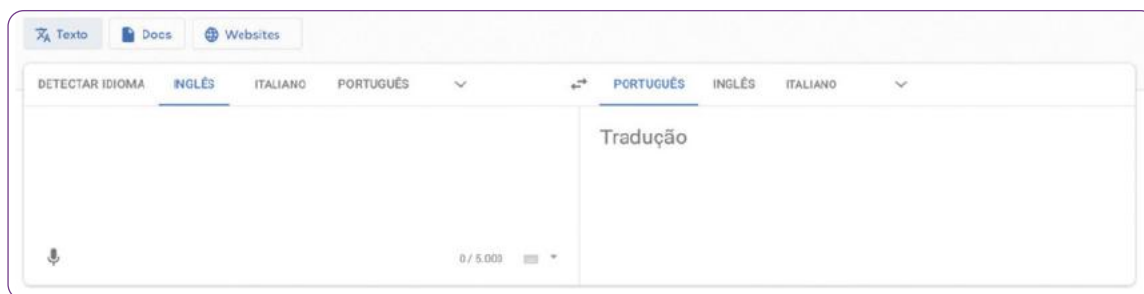 Texto Docs Websites
DETECTAR IDIOMA INGLÊS ITALIANO PORTUGUÊS PORTUGUÊS INGLÊS ITALIANO
Tradução
0 / 5.000